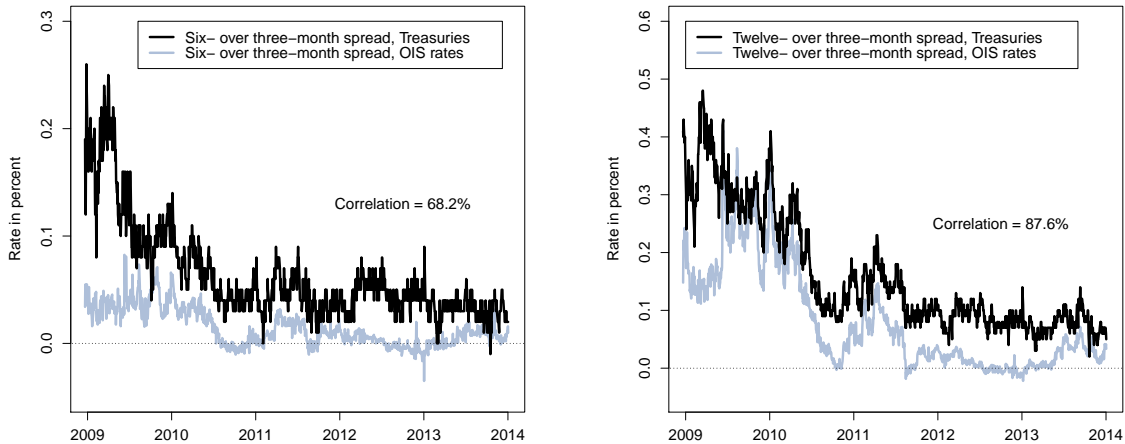 Rate in percent
0.3
0.2
0.1
0.0
Six− over three−month spread, Treasuries
Six− over three−month spread, OIS rates
Correlation = 68.2%
2009 2010 2011 2012 2013 2014
Rate in percent
0.6
0.5
0.4
0.3
0.2
0.1
0.0
Twelve− over three−month spread, Treasuries
Twelve− over three−month spread, OIS rates
Correlation = 87.6%
2009 2010 2011 2012 2013 2014